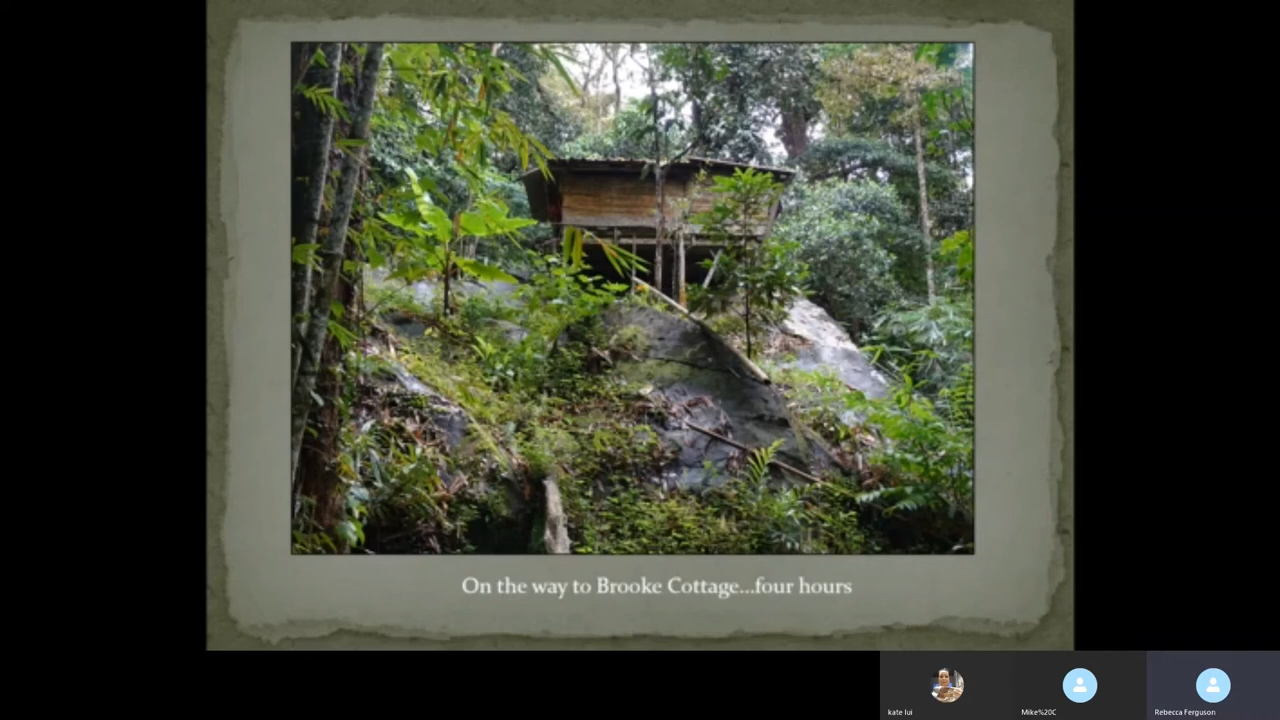 On the way to Brooke Cottage...four hours
kate lui
Mike%20C
Rebecca Ferguson